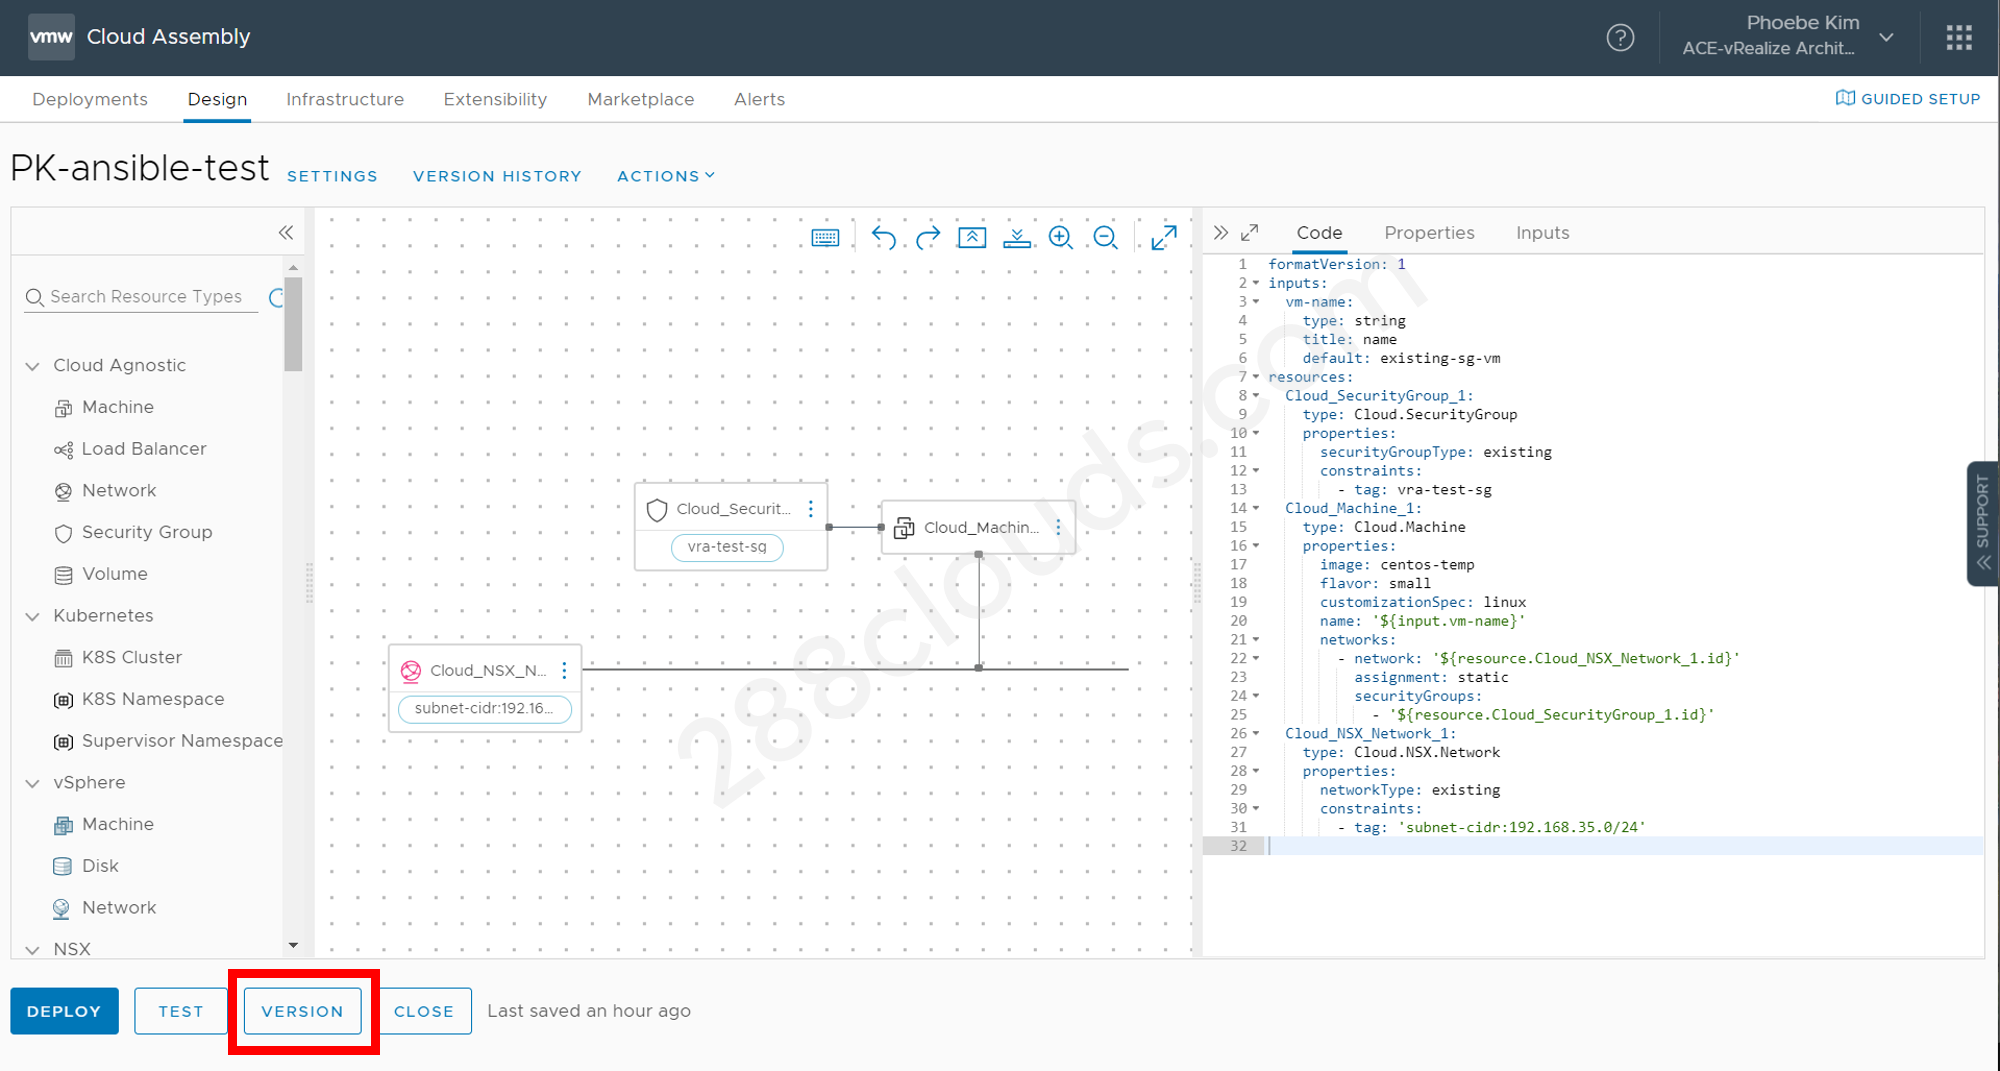 vmw Cloud Assembly
Phoebe Kim
ACE-vRealize Archit...
Deployments Design Infrastructure Extensibility Marketplace Alerts GUIDED SETUP
PK-ansible-test SETTINGS VERSION HISTORY ACTIONS
Search Resource Types
Cloud Agnostic
Machine
Load Balancer
Network
Security Group
Volume
Kubernetes
K8S Cluster
K8S Namespace
Supervisor Namespace
vSphere
Machine
Disk
Network
NSX
Cloud_Securit...
vra-test-sg
Cloud_Machin...
Cloud_NSX_N...
subnet-cidr:192.16...
288clouds.com
Code Properties Inputs
1 formatVersion: 1
2 inputs:
3 vm-name:
4 type: string
5 title: name
6 default: existing-sg-vm
7 resources:
8 Cloud_SecurityGroup_1:
9 type: Cloud.SecurityGroup
10 properties:
11 securityGroupType: existing
12 constraints:
13 - tag: vra-test-sg
14 Cloud_Machine_1:
15 type: Cloud.Machine
16 properties:
17 image: centos-temp
18 flavor: small
19 customizationSpec: linux
20 name: '${input.vm-name}'
21 networks:
22 - network: '${resource.Cloud_NSX_Network_1.id}'
23 assignment: static
24 securityGroups:
25 - '${resource.Cloud_SecurityGroup_1.id}'
26 Cloud_NSX_Network_1:
27 type: Cloud.NSX.Network
28 properties:
29 networkType: existing
30 constraints:
31 - tag: 'subnet-cidr:192.168.35.0/24'
32
SUPPORT
DEPLOY TEST VERSION CLOSE Last saved an hour ago